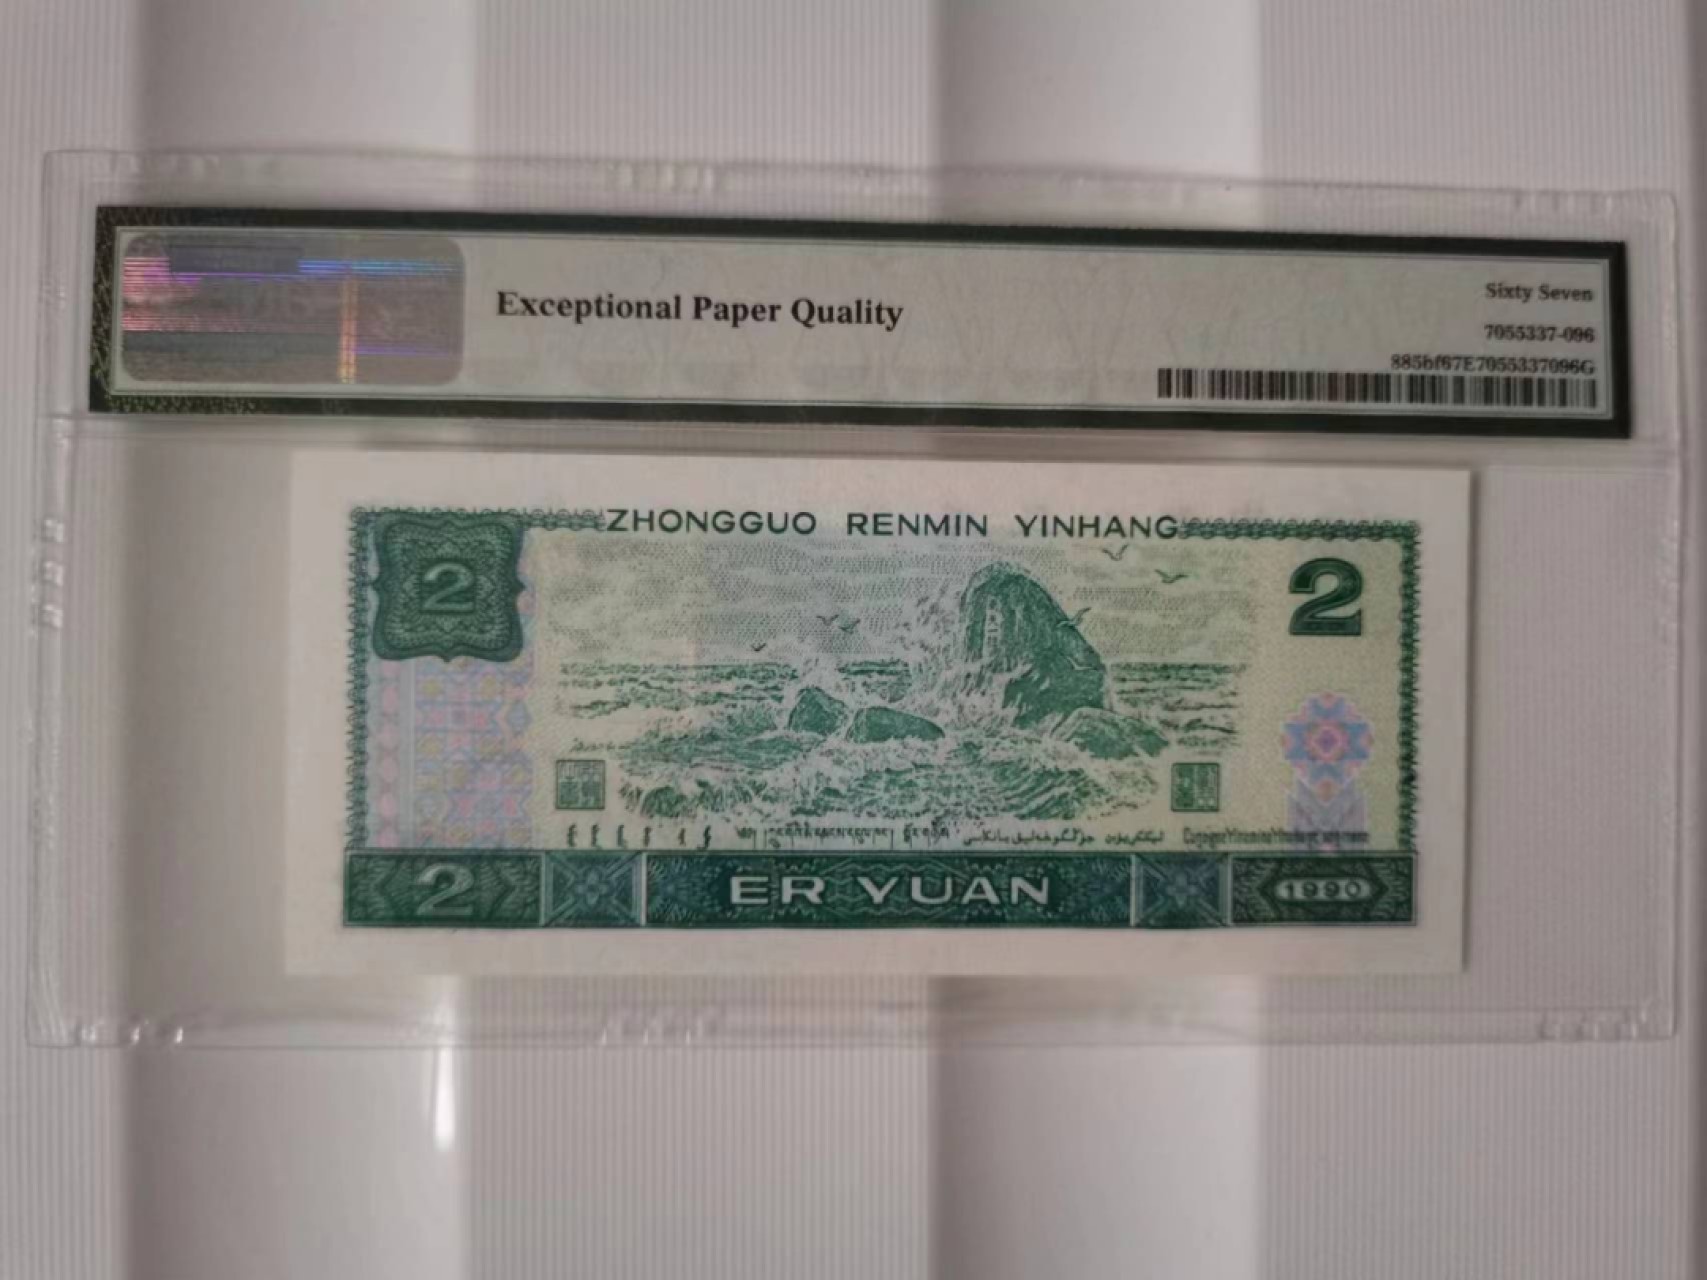 Exceptional Paper Quality
Sixty Seven
7055337-096
885bf67E7055337096G
ZHONGGUO RENMIN YINHANG
2
2
2 ER YUAN 1990